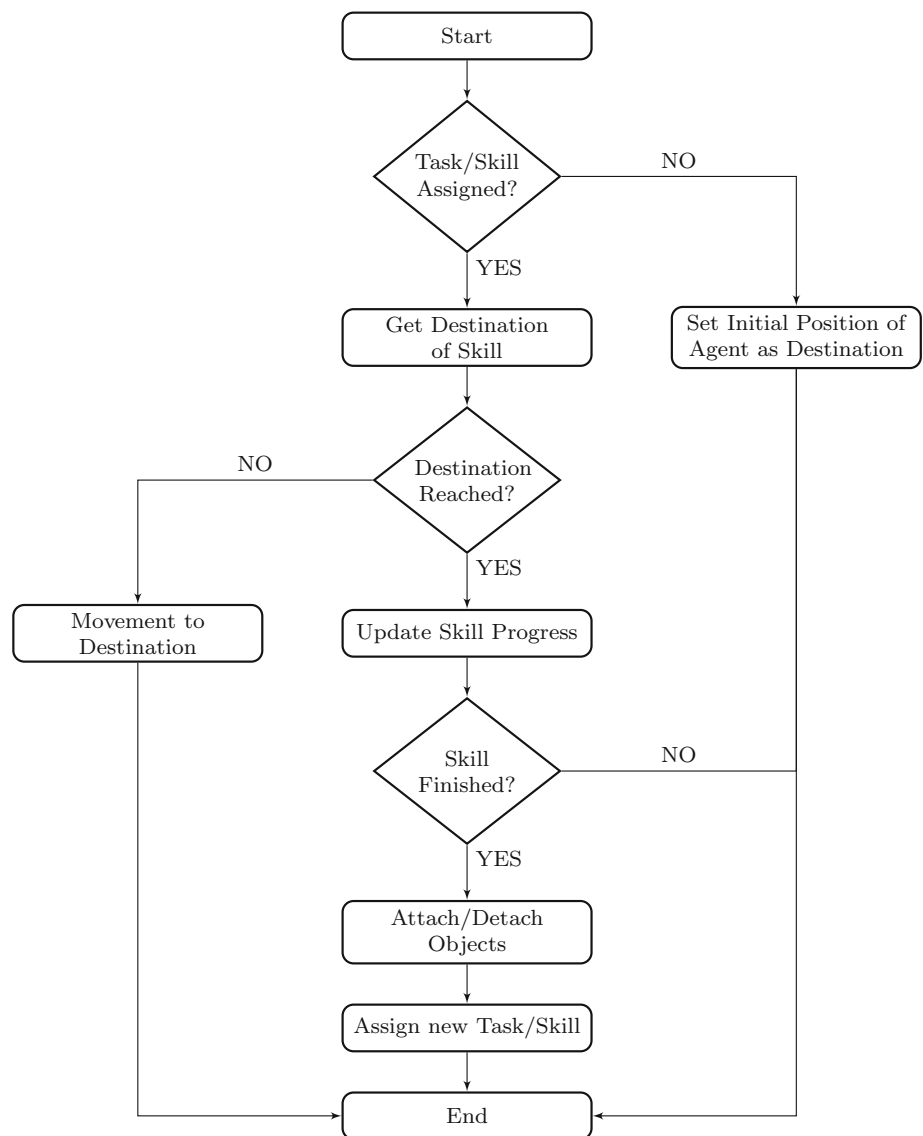 Start
Task/Skill
Assigned?
NO
YES
Get Destination
of Skill
Set Initial Position of
Agent as Destination
Destination
Reached?
NO
YES
Movement to
Destination
Update Skill Progress
Skill
Finished?
NO
YES
Attach/Detach
Objects
Assign new Task/Skill
End